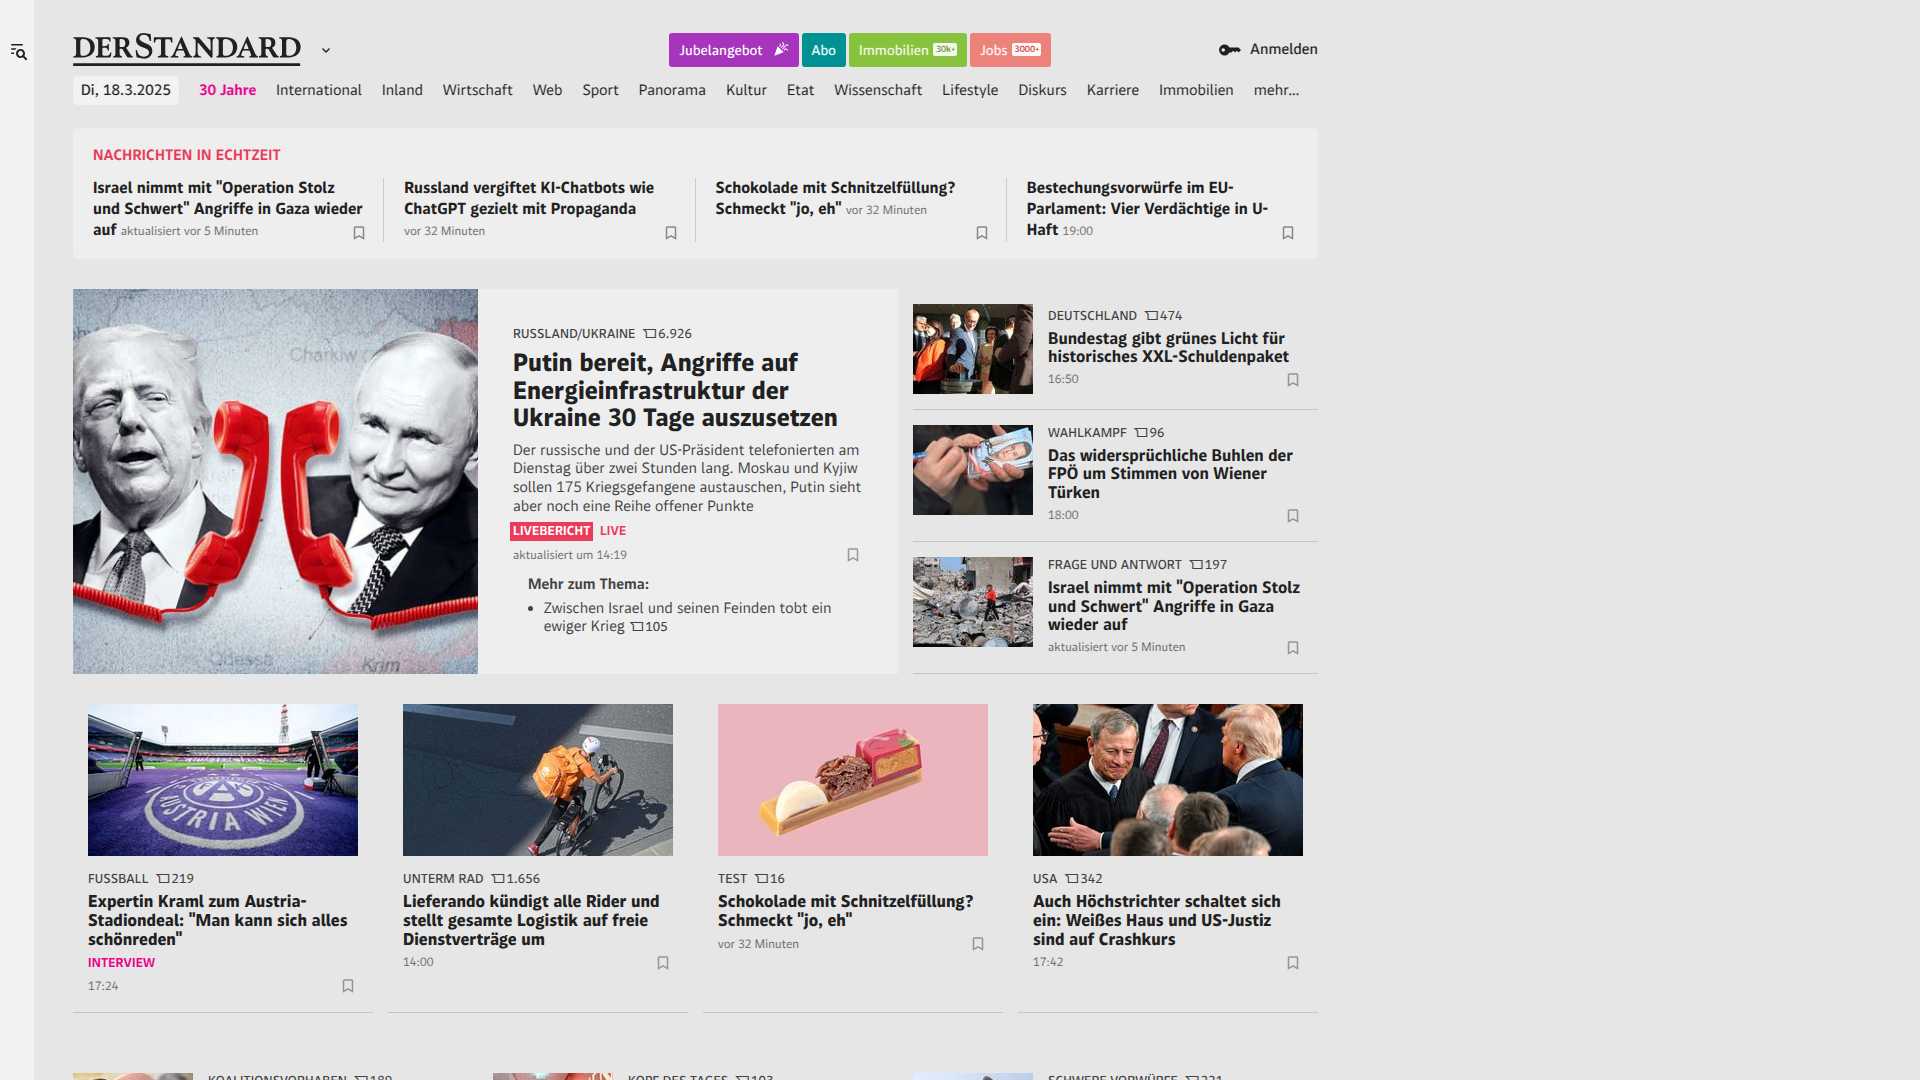 DERSTANDARD
Jubelangebot
Abo
Immobilien 30k+
Jobs 3000+
Anmelden
Di, 18.3.2025
30 Jahre
International
Inland
Wirtschaft
Web
Sport
Panorama
Kultur
Etat
Wissenschaft
Lifestyle
Diskurs
Karriere
Immobilien
mehr...
NACHRICHTEN IN ECHTZEIT
Israel nimmt mit "Operation Stolz
und Schwert" Angriffe in Gaza wieder
auf aktualisiert vor 5 Minuten
Russland vergiftet KI-Chatbots wie
ChatGPT gezielt mit Propaganda
vor 32 Minuten
Schokolade mit Schnitzelfüllung?
Schmeckt "jo, eh" vor 32 Minuten
Bestechungsvorwürfe im EU-
Parlament: Vier Verdächtige in U-
Haft 19:00
Charkiw
Odessa
Krim
RUSSLAND/UKRAINE 6.926
Putin bereit, Angriffe auf
Energieinfrastruktur der
Ukraine 30 Tage auszusetzen
Der russische und der US-Präsident telefonierten am
Dienstag über zwei Stunden lang. Moskau und Kyjiw
sollen 175 Kriegsgefangene austauschen, Putin sieht
aber noch eine Reihe offener Punkte
LIVEBERICHT LIVE
aktualisiert um 14:19
Mehr zum Thema:
• Zwischen Israel und seinen Feinden tobt ein
ewiger Krieg 105
DEUTSCHLAND 474
Bundestag gibt grünes Licht für
historisches XXL-Schuldenpaket
16:50
WAHLKAMPF 96
Das widersprüchliche Buhlen der
FPÖ um Stimmen von Wiener
Türken
18:00
FRAGE UND ANTWORT 197
Israel nimmt mit "Operation Stolz
und Schwert" Angriffe in Gaza
wieder auf
aktualisiert vor 5 Minuten
AUSTRIA WIEN
FUSSBALL 219
Expertin Kraml zum Austria-
Stadiondeal: "Man kann sich alles
schönreden"
INTERVIEW
17:24
UNTERM RAD 1.656
Lieferando kündigt alle Rider und
stellt gesamte Logistik auf freie
Dienstverträge um
14:00
TEST 16
Schokolade mit Schnitzelfüllung?
Schmeckt "jo, eh"
vor 32 Minuten
USA 342
Auch Höchstrichter schaltet sich
ein: Weißes Haus und US-Justiz
sind auf Crashkurs
17:42
KOALITIONSVORHABEN 189
KOPF DES TAGES 103
SCHWERE VORWÜRFE 221